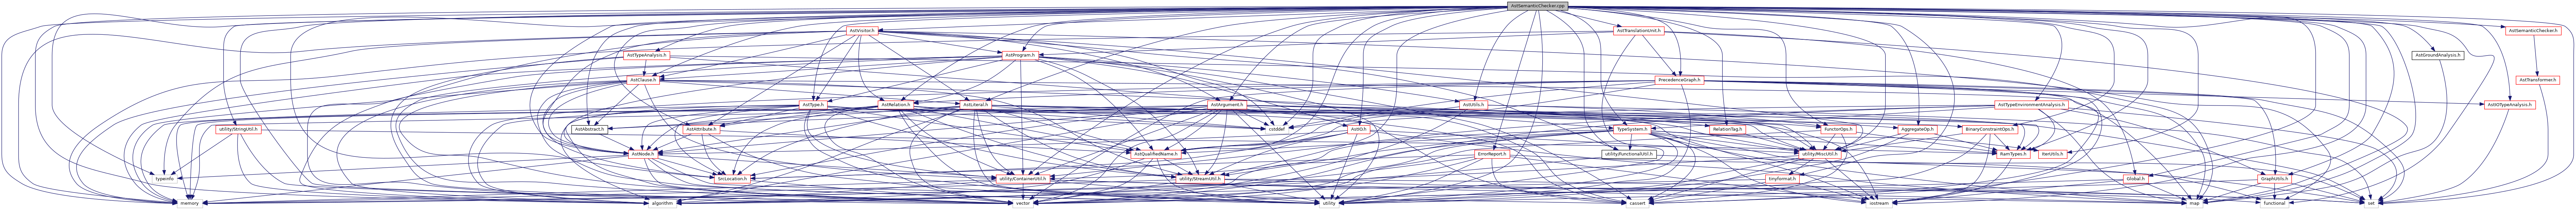 AstSemanticChecker.cpp
AstVisitor.h
AstTranslationUnit.h
AstSemanticChecker.h
AstTypeAnalysis.h
AstProgram.h
AstGroundAnalysis.h
AstClause.h
PrecedenceGraph.h
AstTransformer.h
AstType.h
AstRelation.h
AstLiteral.h
AstArgument.h
AstUtils.h
AstTypeEnvironmentAnalysis.h
AstIOTypeAnalysis.h
utility/StringUtil.h
AstAbstract.h
AstAttribute.h
cstddef
AstIO.h
TypeSystem.h
RelationTag.h
FunctorOps.h
AggregateOp.h
BinaryConstraintOps.h
AstNode.h
AstQualifiedName.h
ErrorReport.h
utility/FunctionalUtil.h
utility/MiscUtil.h
RamTypes.h
ItemUtils.h
typeinfo
SrcLocation.h
utility/ContainerUtil.h
utility/StreamUtil.h
tinyformat.h
Global.h
GraphUtils.h
memory
algorithm
vector
utility
cassert
iostream
map
functional
set